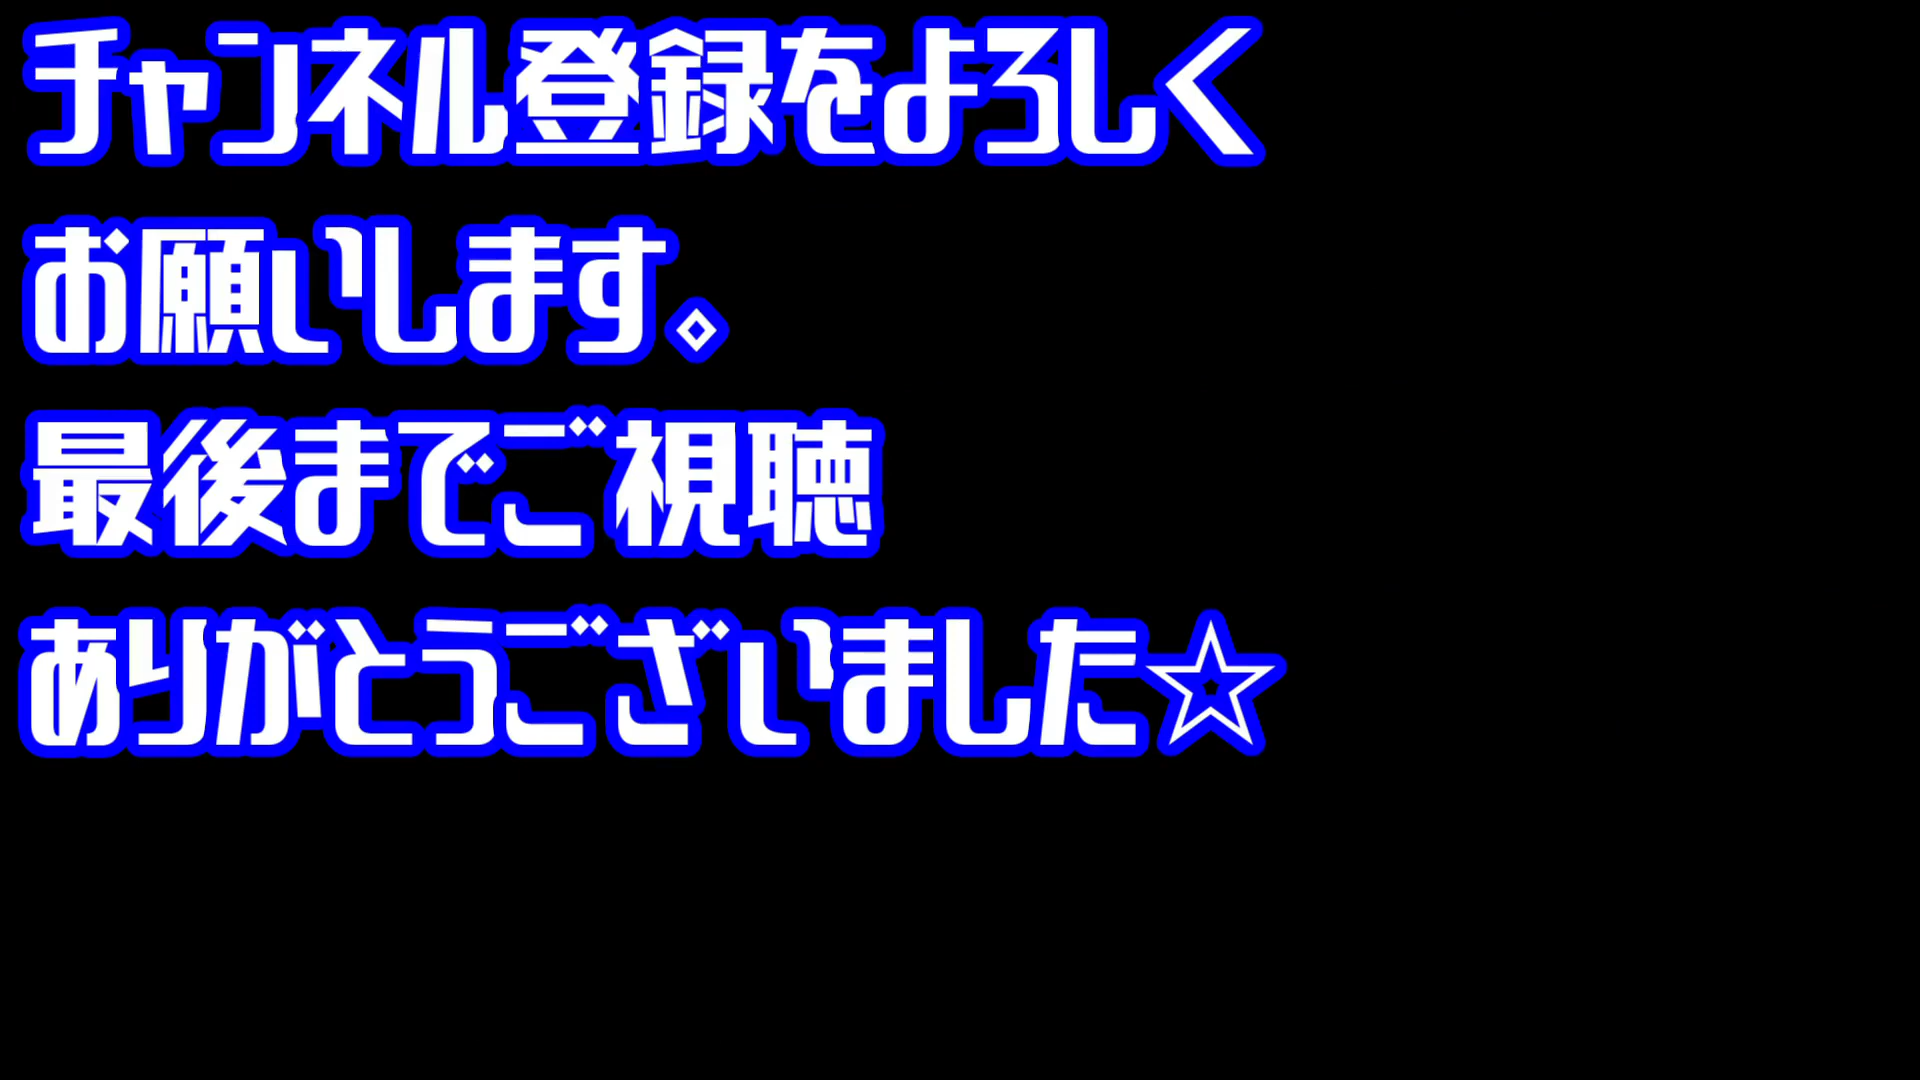 チャンネル登録をよろしく
お願いします。
最後までご視聴
ありがとうございました☆